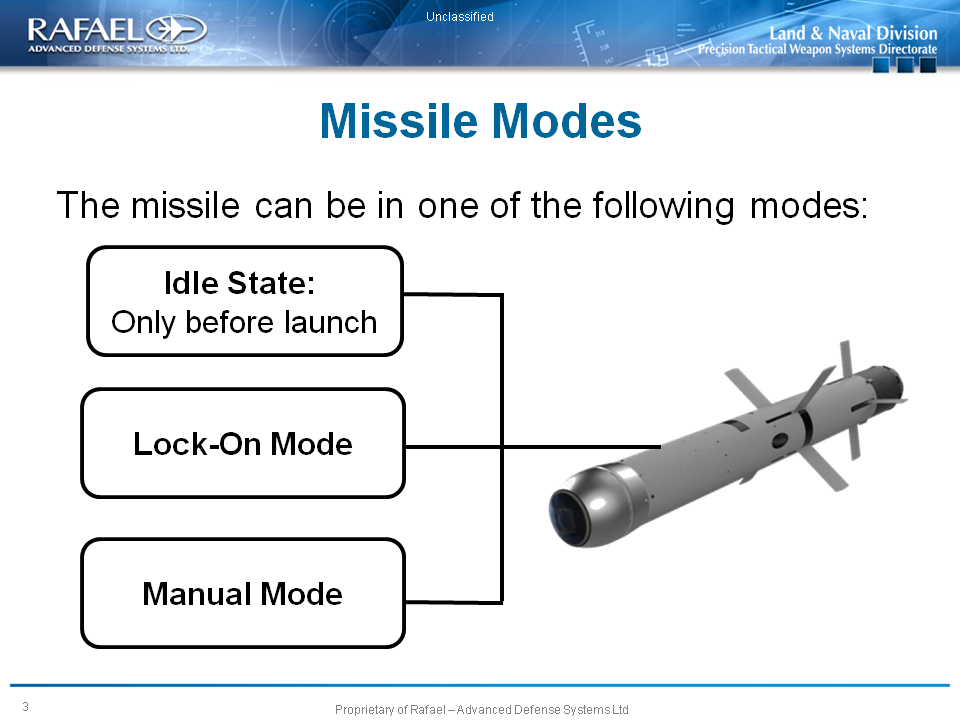 Unclassified
RAFAEL
ADVANCED DEFENSE SYSTEMS LTD.
Land & Naval Division
Precision Tactical Weapon Systems Directorate
Missile Modes
The missile can be in one of the following modes:
Idle State:
Only before launch
Lock-On Mode
Manual Mode
3
Proprietary of Rafael – Advanced Defense Systems Ltd